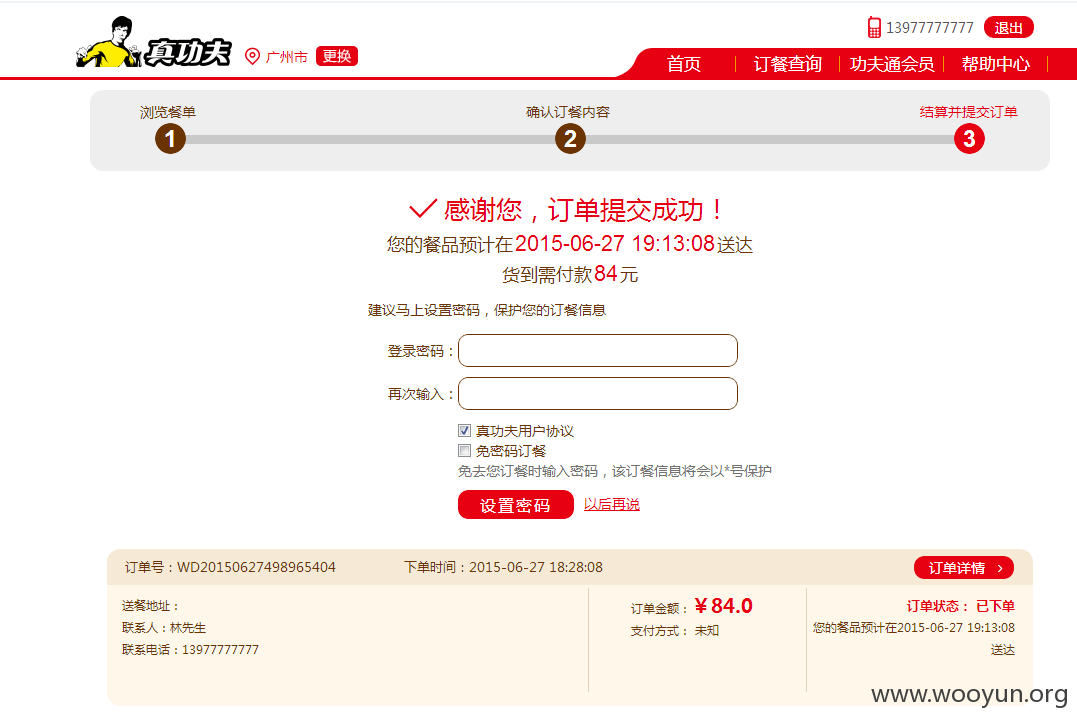 真功夫
广州市 更换
13977777777 退出
首页 订餐查询 功夫通会员 帮助中心
浏览餐单 确认订餐内容 结算并提交订单
1 2 3
感谢您，订单提交成功！
您的餐品预计在2015-06-27 19:13:08送达
货到需付款84元
建议马上设置密码，保护您的订餐信息
登录密码：
再次输入：
真功夫用户协议
免密码订餐
免去您订餐时输入密码，该订餐信息将会以*号保护
设置密码 以后再说
订单号：WD20150627498965404 下单时间：2015-06-27 18:28:08 订单详情 >
送餐地址：
联系人：林先生
联系电话：13977777777
订单金额：￥84.0
支付方式： 未知
订单状态： 已下单
您的餐品预计在2015-06-27 19:13:08
送达
www.wooyun.org